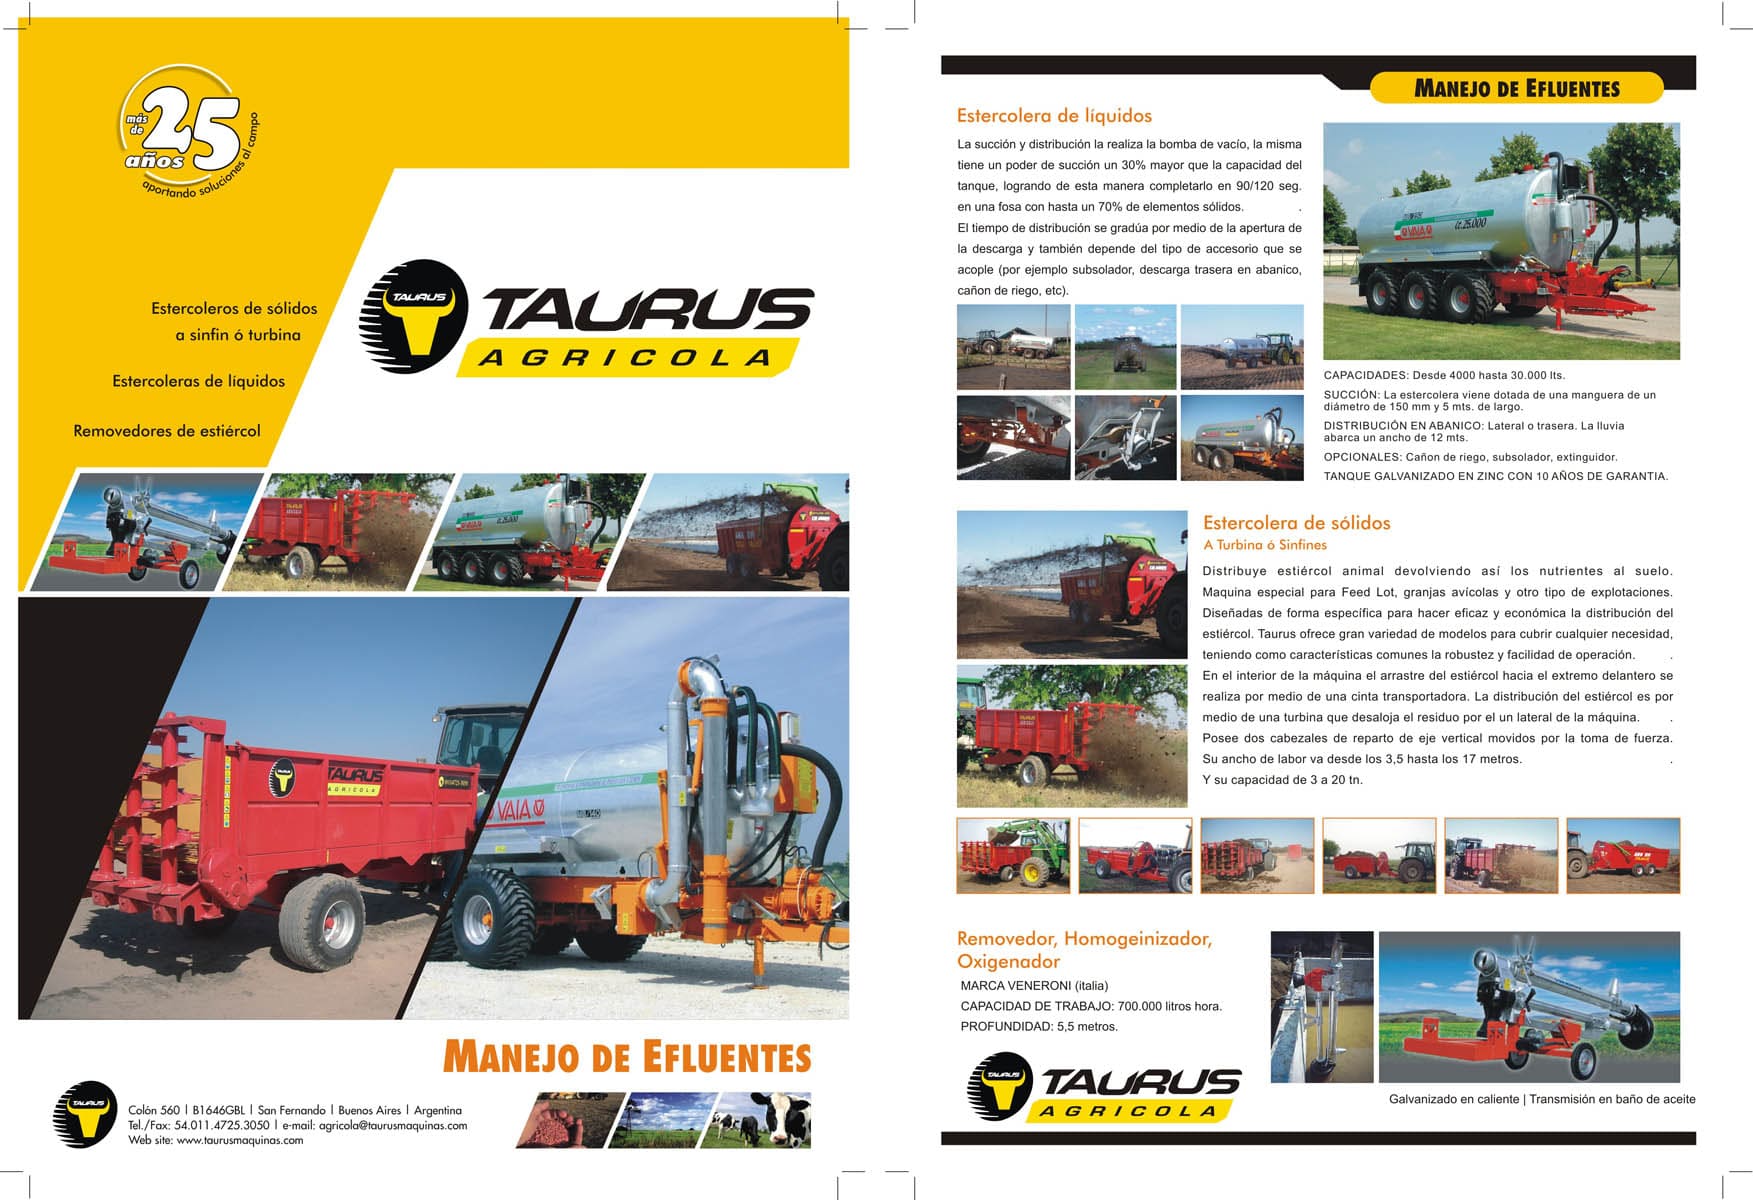 más de 25 años
aportando soluciones al campo
Estercoleros de sólidos
a sinfin ó turbina
Estercoleras de líquidos
Removedores de estiércol
TAURUS
TAURUS
AGRICOLA
TAURUS
AGRICOLA
VAIA
MB/140
MANEJO DE EFLUENTES
TAURUS
Colón 560 | B1646GBL | San Fernando | Buenos Aires | Argentina
Tel./Fax: 54.011.4725.3050 | e-mail: agricola@taurusmaquinas.com
Web site: www.taurusmaquinas.com
MANEJO DE EFLUENTES
Estercolera de líquidos
La succión y distribución la realiza la bomba de vacío, la misma
tiene un poder de succión un 30% mayor que la capacidad del
tanque, logrando de esta manera completarlo en 90/120 seg.
en una fosa con hasta un 70% de elementos sólidos. .
El tiempo de distribución se gradúa por medio de la apertura de
la descarga y también depende del tipo de accesorio que se
acople (por ejemplo subsolador, descarga trasera en abanico,
cañon de riego, etc).
VAIA
CAPACIDADES: Desde 4000 hasta 30.000 lts.
SUCCIÓN: La estercolera viene dotada de una manguera de un
diámetro de 150 mm y 5 mts. de largo.
DISTRIBUCIÓN EN ABANICO: Lateral o trasera. La lluvia
abarca un ancho de 12 mts.
OPCIONALES: Cañon de riego, subsolador, extinguidor.
TANQUE GALVANIZADO EN ZINC CON 10 AÑOS DE GARANTIA.
Estercolera de sólidos
A Turbina ó Sinfines
Distribuye estiércol animal devolviendo así los nutrientes al suelo.
Maquina especial para Feed Lot, granjas avícolas y otro tipo de explotaciones.
Diseñadas de forma específica para hacer eficaz y económica la distribución del
estiércol. Taurus ofrece gran variedad de modelos para cubrir cualquier necesidad,
teniendo como características comunes la robustez y facilidad de operación. .
En el interior de la máquina el arrastre del estiércol hacia el extremo delantero se
realiza por medio de una cinta transportadora. La distribución del estiércol es por
medio de una turbina que desaloja el residuo por el un lateral de la máquina. .
Posee dos cabezales de reparto de eje vertical movidos por la toma de fuerza.
Su ancho de labor va desde los 3,5 hasta los 17 metros. .
Y su capacidad de 3 a 20 tn.
Removedor, Homogeinizador,
Oxigenador
MARCA VENERONI (italia)
CAPACIDAD DE TRABAJO: 700.000 litros hora.
PROFUNDIDAD: 5,5 metros.
TAURUS
TAURUS
AGRICOLA
Galvanizado en caliente | Transmisión en baño de aceite